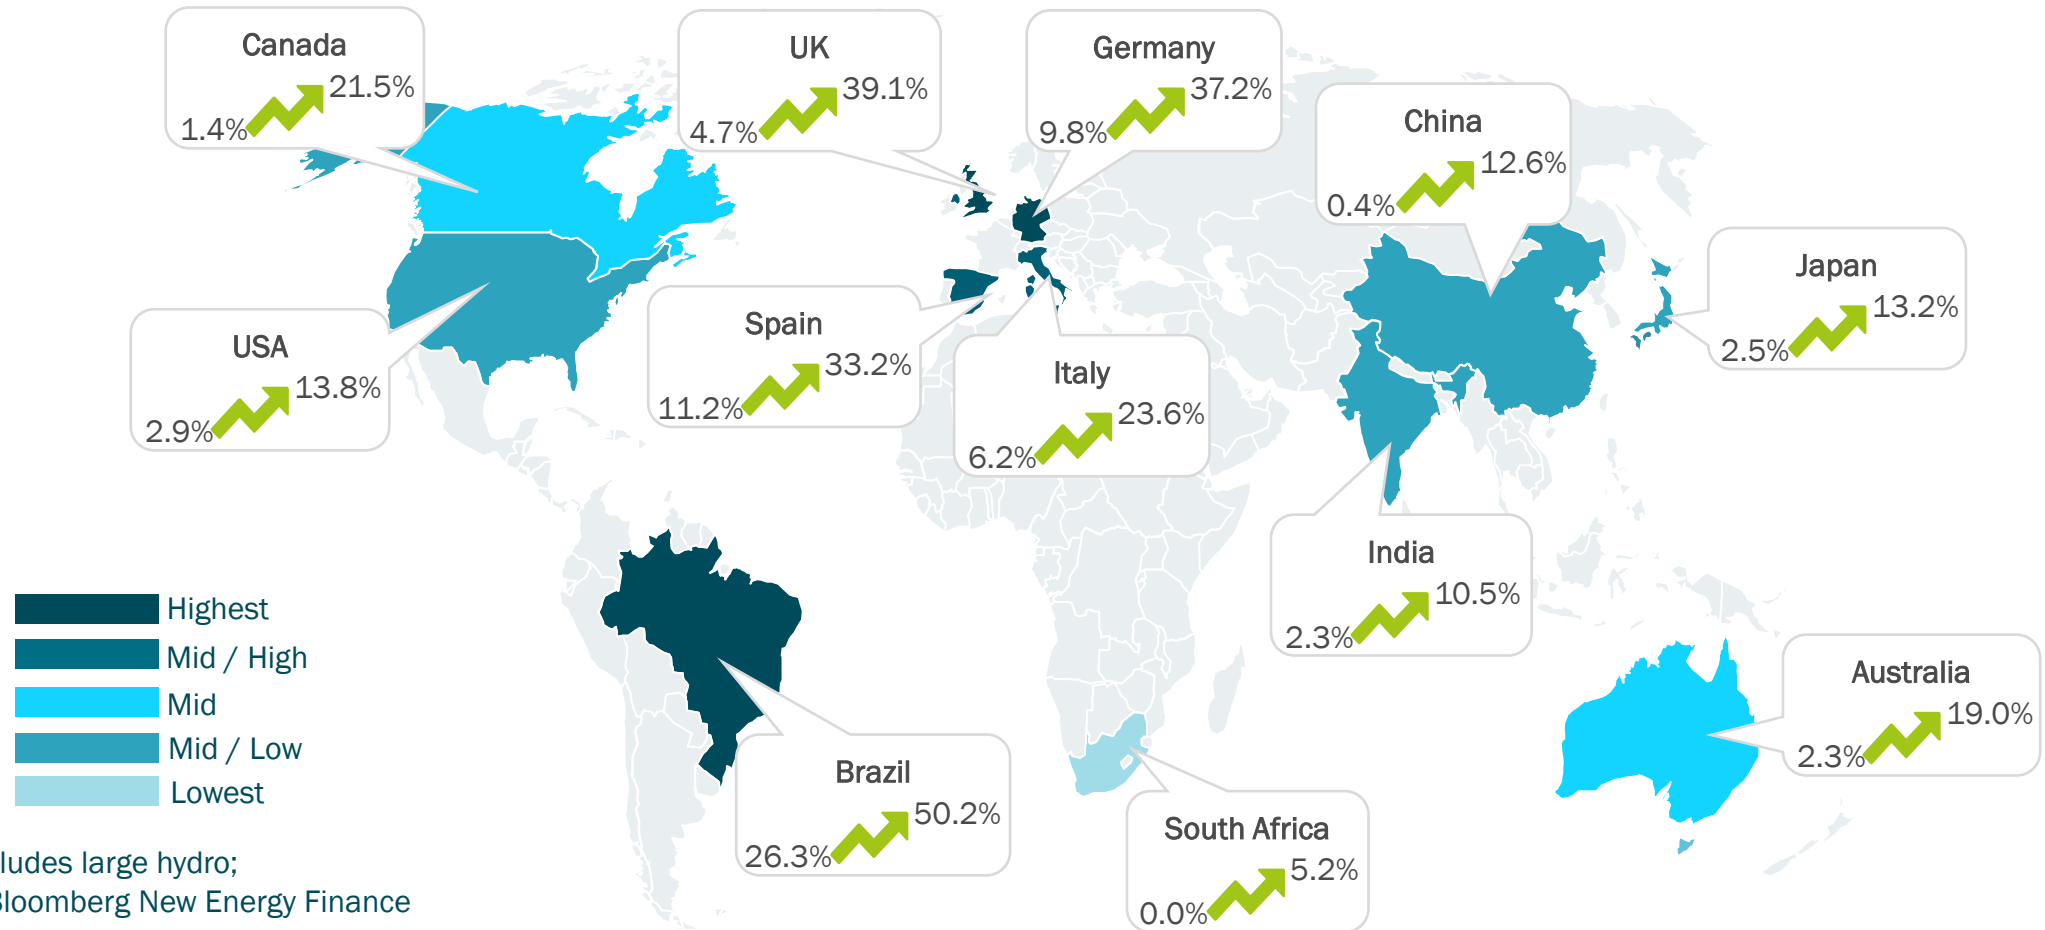 Canada
21.5%
1.4%
UK
39.1%
4.7%
Germany
37.2%
9.8%
China
12.6%
0.4%
Japan
13.2%
2.5%
USA
13.8%
2.9%
Spain
33.2%
11.2%
Italy
23.6%
6.2%
India
10.5%
2.3%
Australia
19.0%
2.3%
Brazil
50.2%
26.3%
South Africa
5.2%
0.0%
Highest
Mid / High
Mid
Mid / Low
Lowest
large hydro;
Bloomberg New Energy Finance